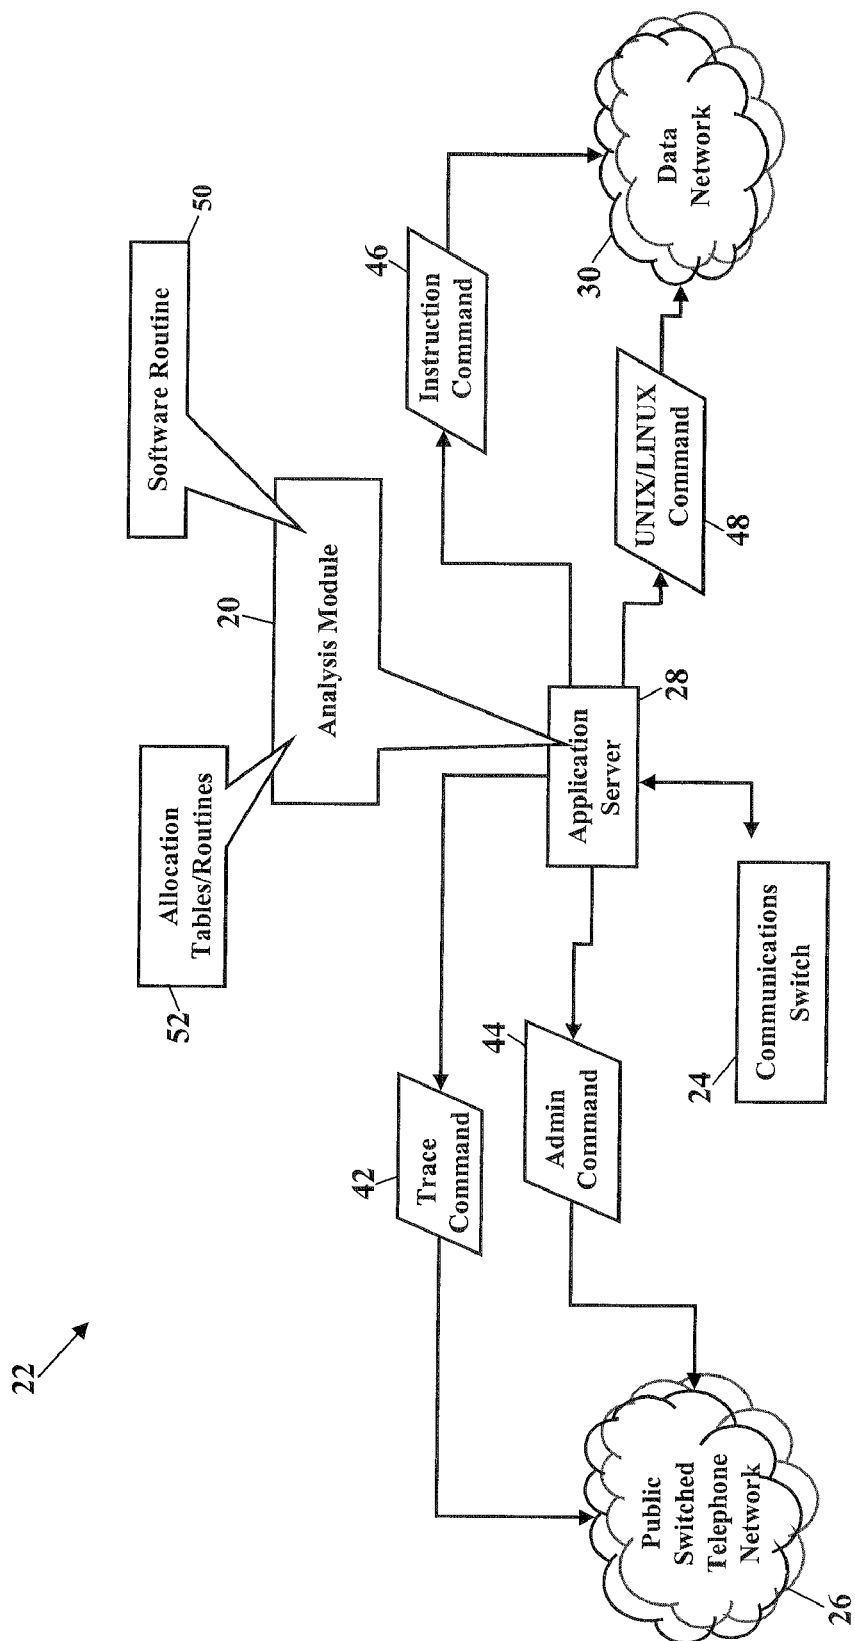 22
52
Allocation
Tables/Routines
20
Analysis Module
50
Software Routine
42
Trace
Command
46
Instruction
Command
44
Admin
Command
Application
Server
28
UNIX/LINUX
Command
48
24
Communications
Switch
Public
Switched
Telephone
Network
26
30
Data
Network